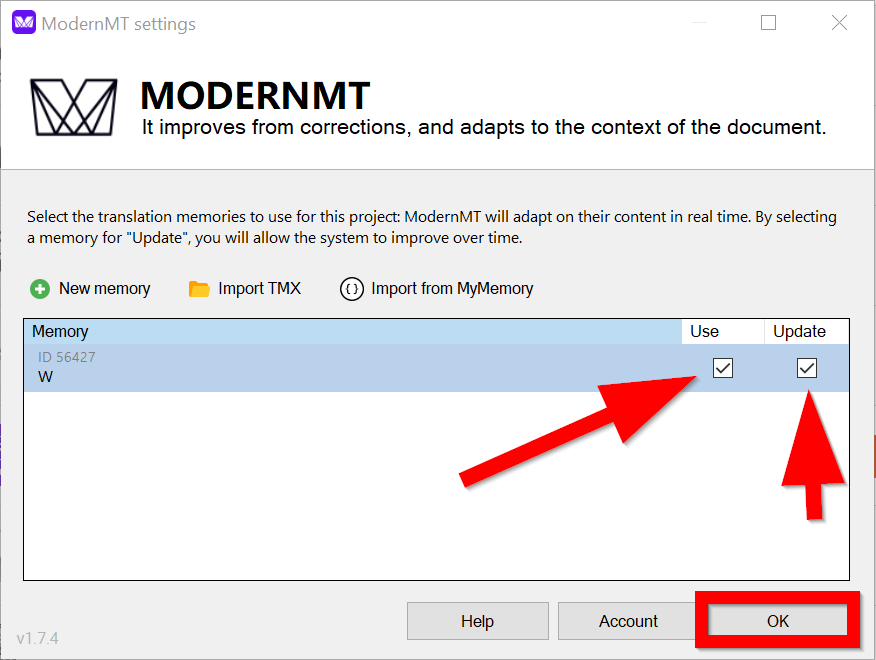 ModernMT settings
MODERNMT
It improves from corrections, and adapts to the context of the document.
Select the translation memories to use for this project: ModernMT will adapt on their content in real time. By selecting
a memory for "Update", you will allow the system to improve over time.
New memory Import TMX Import from MyMemory
Memory Use Update
ID 56427
W
Help Account OK
v1.7.4